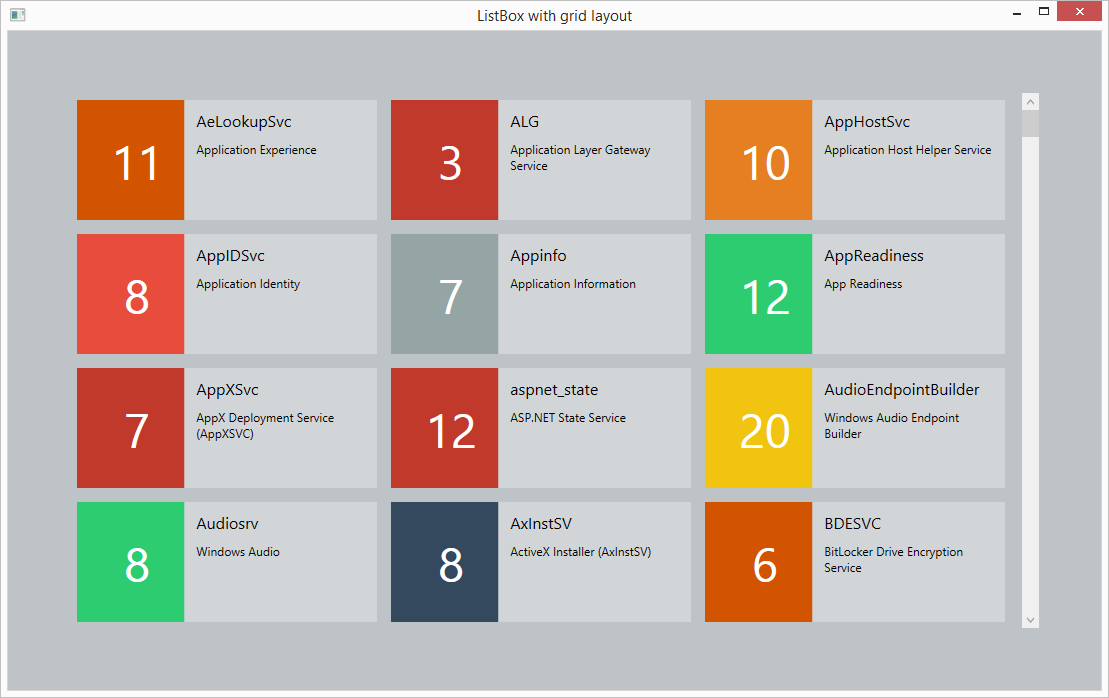 ListBox with grid layout
11
AeLookupSvc
Application Experience
3
ALG
Application Layer Gateway
Service
10
AppHostSvc
Application Host Helper Service
8
AppIDSvc
Application Identity
7
Appinfo
Application Information
12
AppReadiness
App Readiness
7
AppXSvc
AppX Deployment Service
(AppXSVC)
12
aspnet_state
ASP.NET State Service
20
AudioEndpointBuilder
Windows Audio Endpoint
Builder
8
Audiosrv
Windows Audio
8
AxInstSV
ActiveX Installer (AxInstSV)
6
BDESVC
BitLocker Drive Encryption
Service